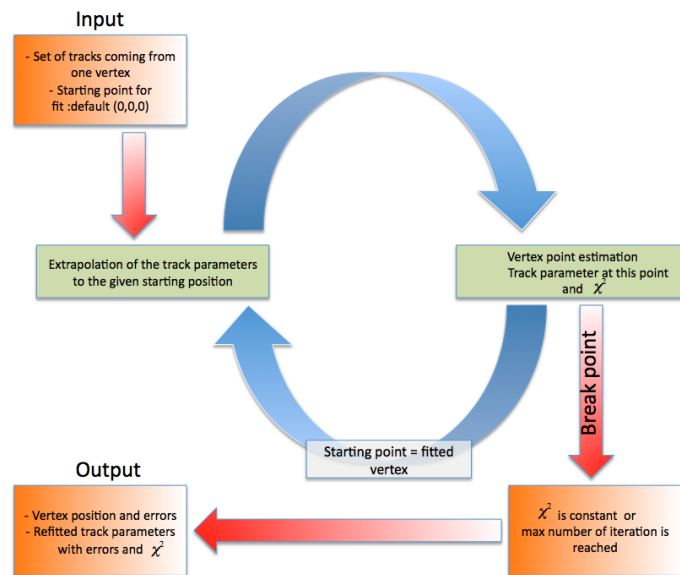 Input
- Set of tracks coming from
one vertex
- Starting point for
fit :default (0,0,0)
Extrapolation of the track parameters
to the given starting position
Vertex point estimation
Track parameter at this point
and χ²
Break point
Starting point = fitted
vertex
Output
- Vertex position and errors
- Refitted track parameters
with errors and χ²
χ² is constant or
max number of iteration is
reached